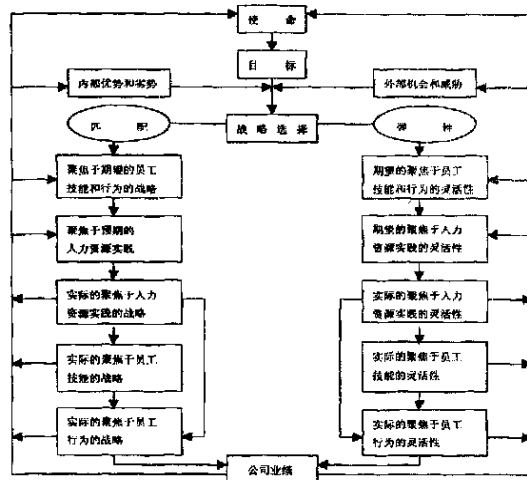 使 命
目 标
内部优势和劣势
外部机会和威胁
匹 配
战 略 选 择
弹 性
聚焦于期望的员工
技能和行为的战略
期望的聚焦于员工
技能和行为的灵活性
聚焦于预期的
人力资源实践
期望的聚焦于人力
资源实践的灵活性
实际的聚焦于人力
资源实践的战略
实际的聚焦于人力
资源实践的灵活性
实际的聚焦于员工
技能的战略
实际的聚焦于员工
技能的灵活性
实际的聚焦于员工
行为的战略
实际的聚焦于员工
行为的灵活性
公司业绩